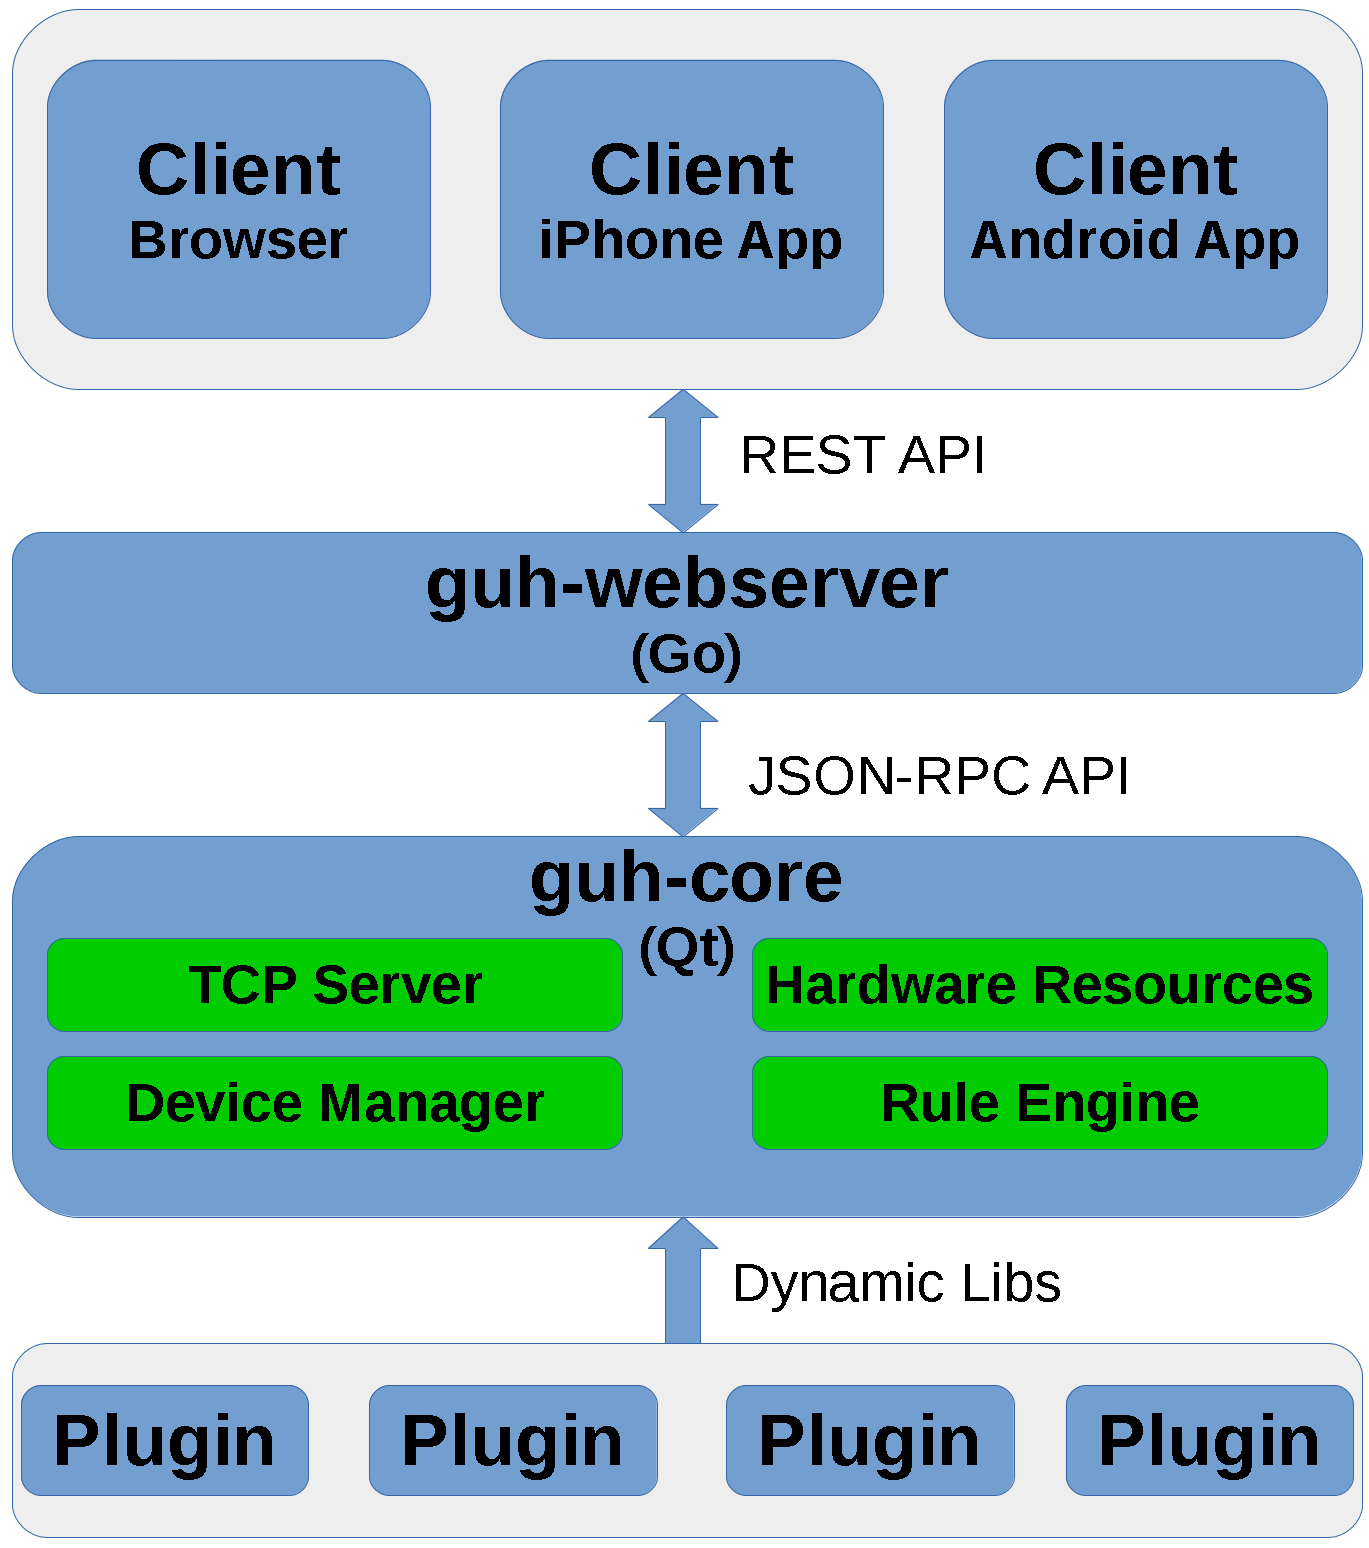 Client
Browser
Client
iPhone App
Client
Android App
REST API
guh-webserver
(Go)
JSON-RPC API
guh-core
(Qt)
TCP Server
Hardware Resources
Device Manager
Rule Engine
Dynamic Libs
Plugin
Plugin
Plugin
Plugin